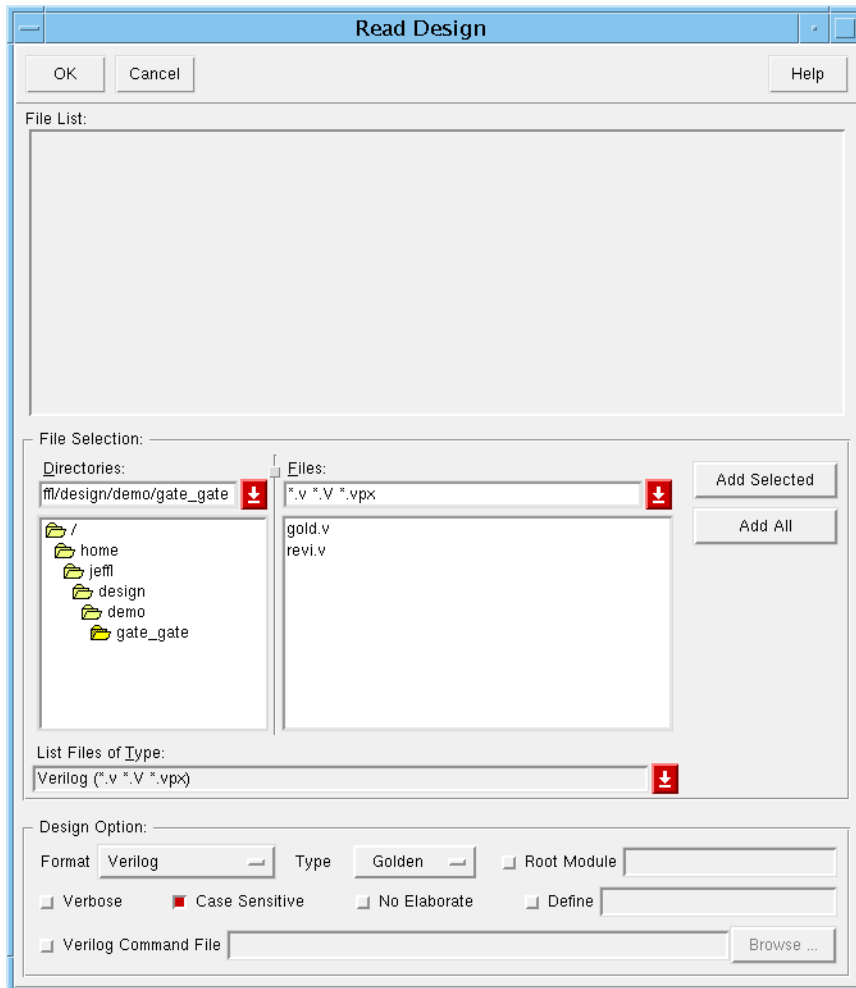 Read Design
OK Cancel Help
File List:
File Selection:
Directories: Files:
ffl/design/demo/gate_gate *.v *.V *.vpx Add Selected
/ gold.v Add All
home revi.v
jeffl
design
demo
gate_gate
List Files of Type:
Verilog (*.v *.V *.vpx)
Design Option:
Format Verilog Type Golden Root Module
Verbose Case Sensitive No Elaborate Define
Verilog Command File Browse ...